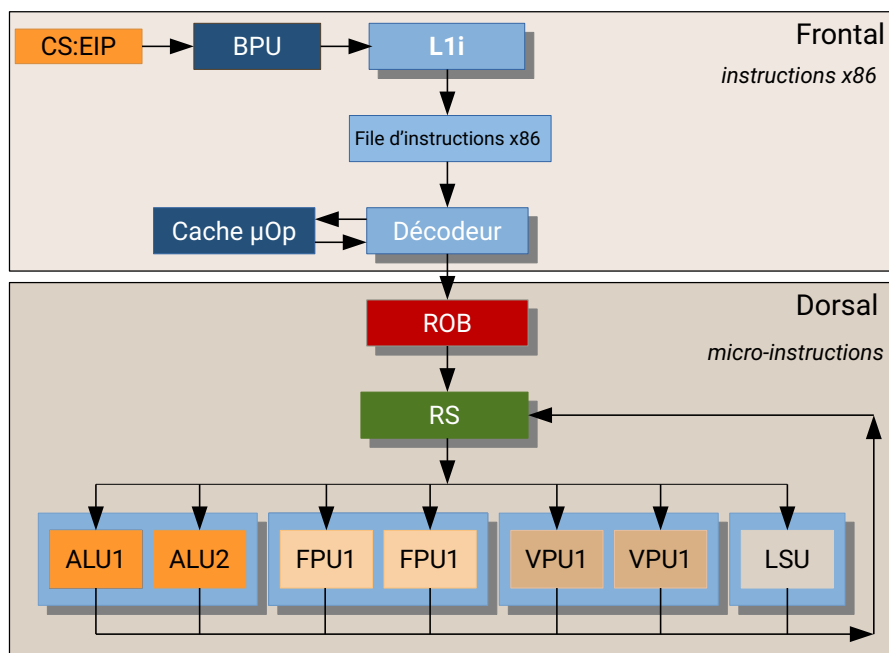 Frontal
instructions x86
CS:EIP
BPU
L1i
File d’instructions x86
Cache µOp
Décodeur
Dorsal
micro-instructions
ROB
RS
ALU1
ALU2
FPU1
FPU1
VPU1
VPU1
LSU